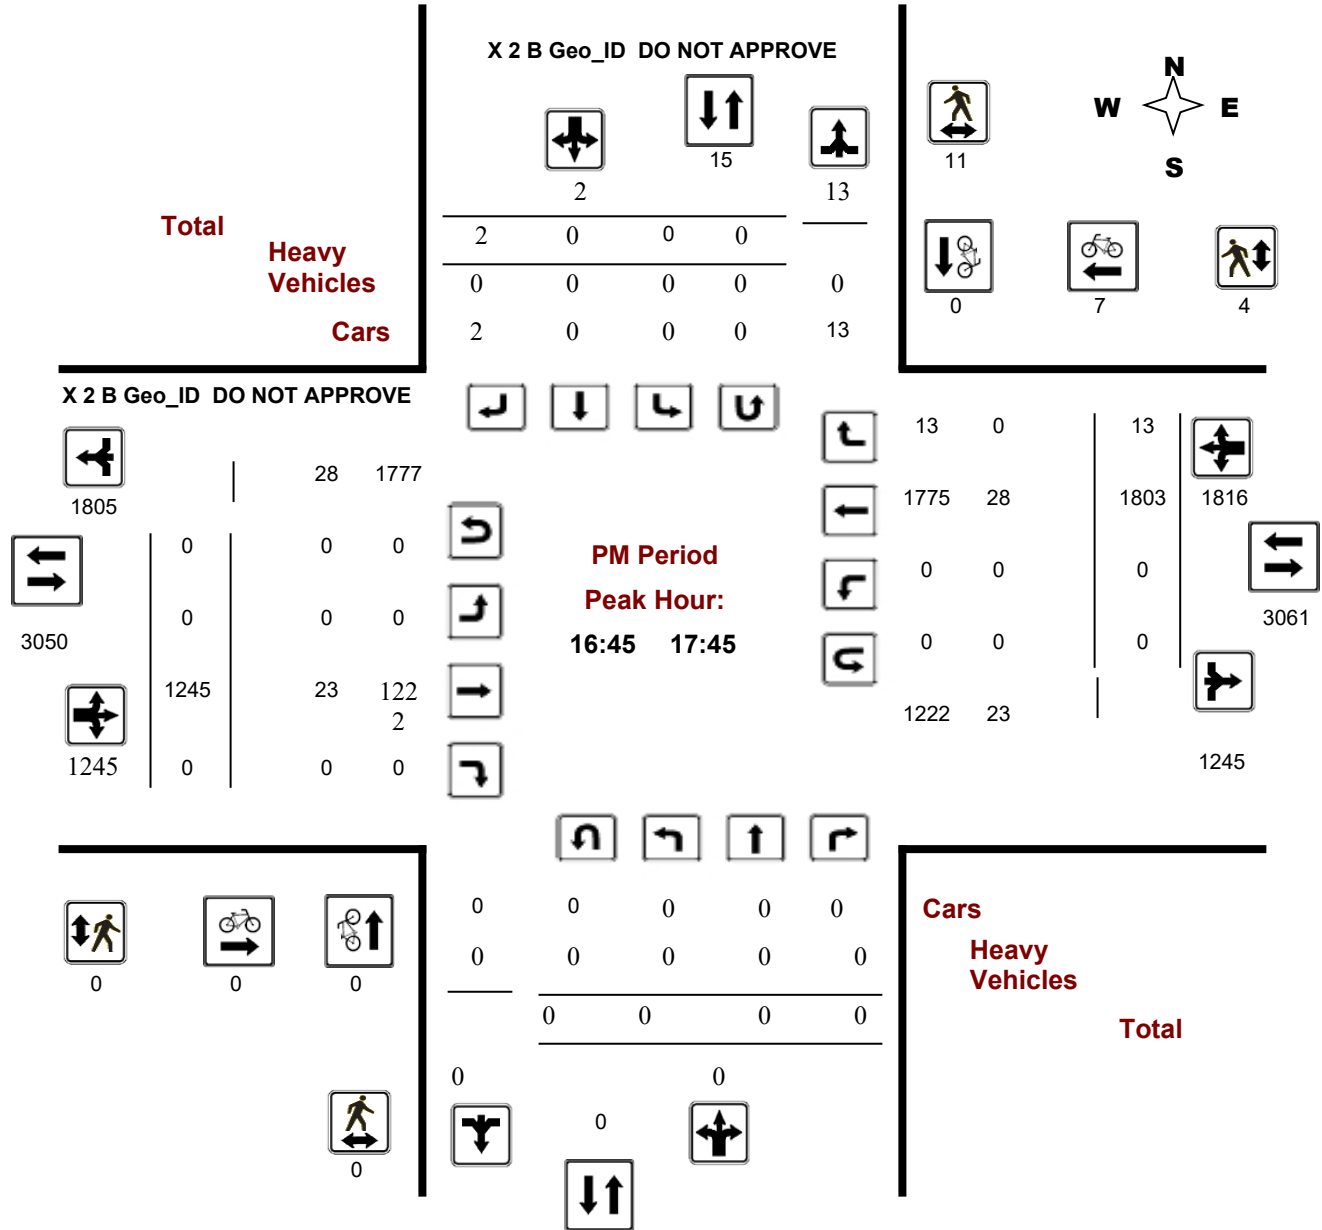 X 2 B Geo_ID DO NOT APPROVE
N
W E
S
15
11
2 13
Total
2 0 0 0
Heavy
Vehicles
0 0 0 0 0
0 7 4
Cars
2 0 0 0 13
X 2 B Geo_ID DO NOT APPROVE
13 0 13
28 1777
1805
1775 28 1803 1816
0 0 0
PM Period
0 0 0
Peak Hour:
0 0 0
3061
3050
16:45 17:45
0 0 0
1245 23 122
2
1222 23
1245 0 0 0
1245
0 0 0 0 0
Cars
0 0 0 0 0
Heavy
Vehicles
0 0 0
0 0 0 0
Total
0 0
0
0